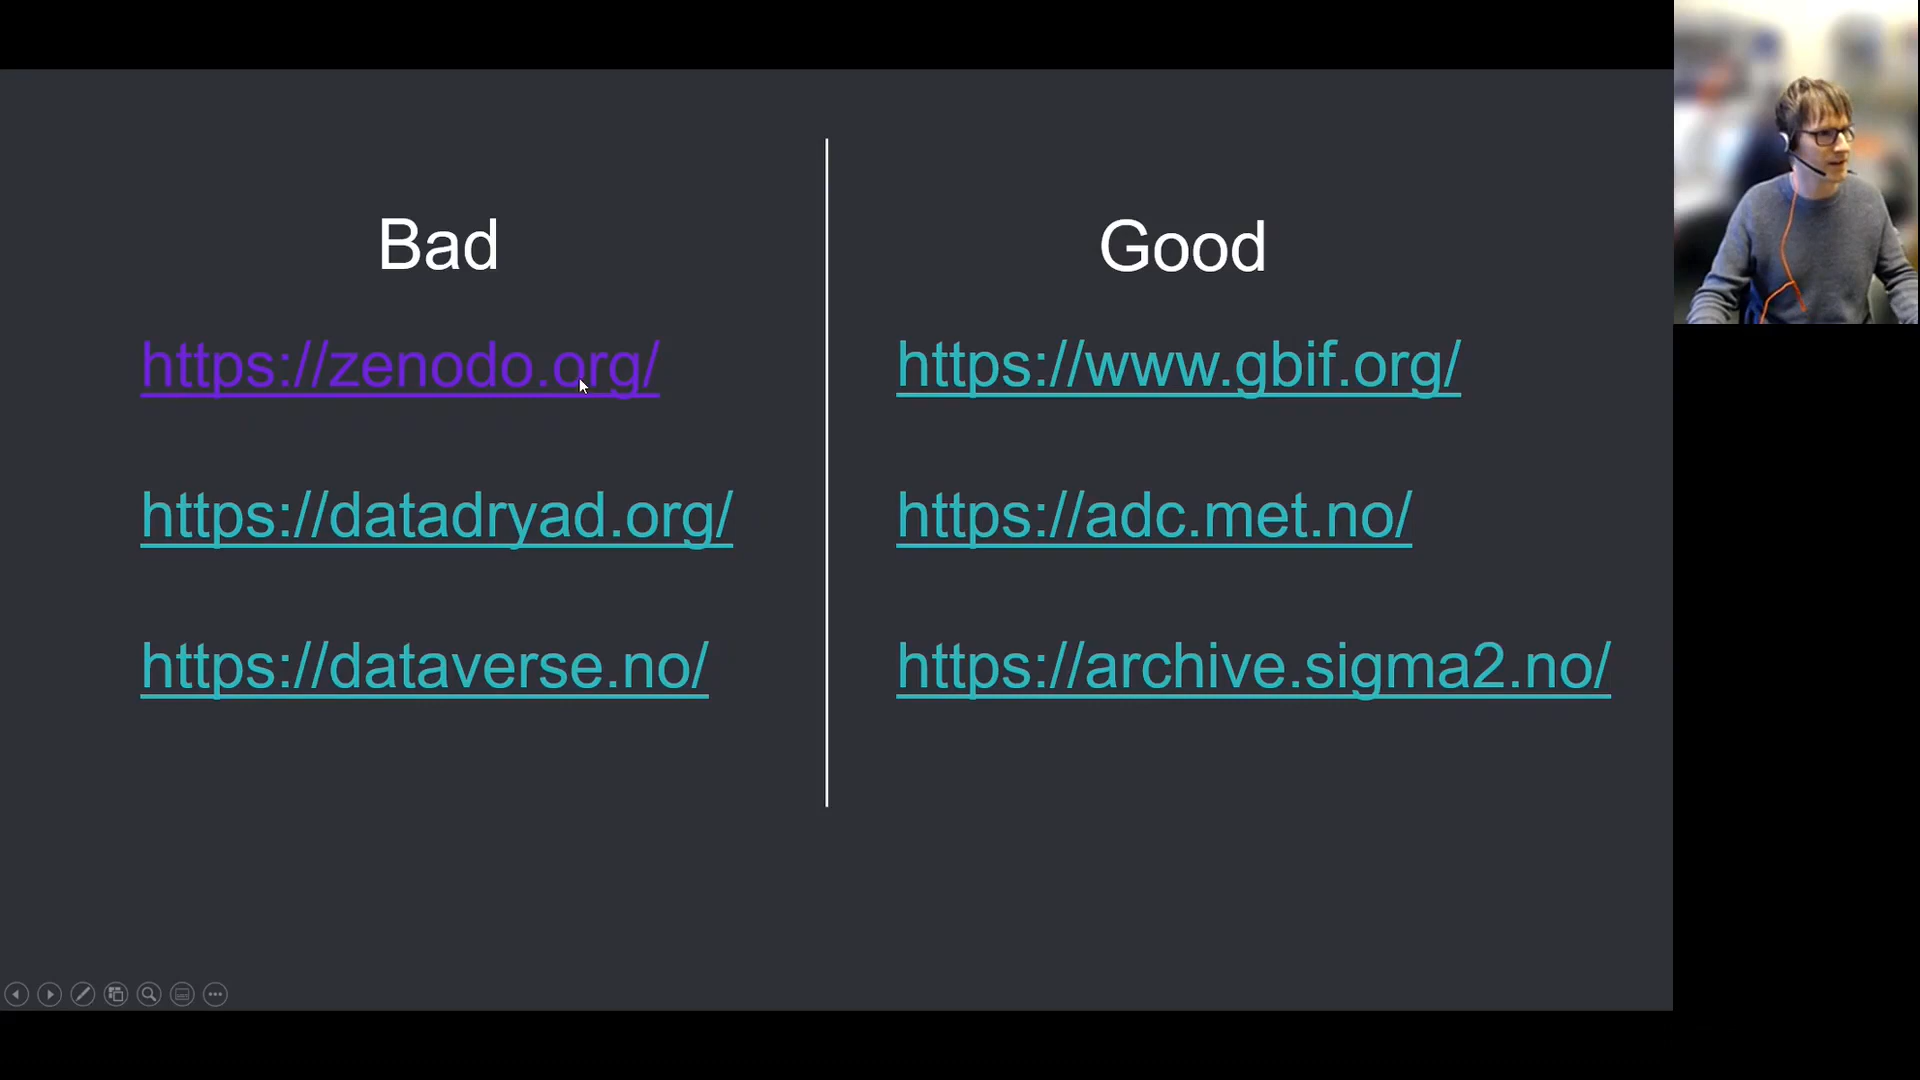 Bad
https://zenodo.org/
https://datadryad.org/
https://dataverse.no/
Good
https://www.gbif.org/
https://adc.met.no/
https://archive.sigma2.no/